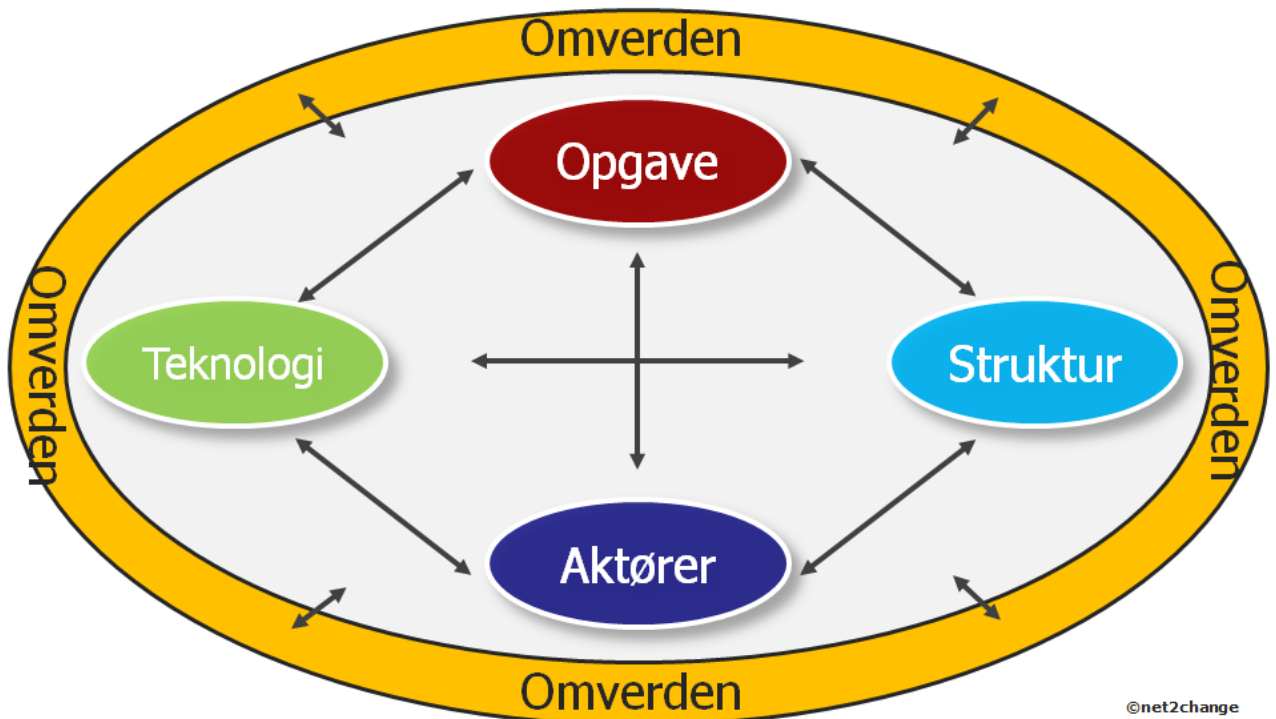 Omverden
Opgave
Omverden
Teknologi
Struktur
Omverden
Aktører
Omverden
©net2change